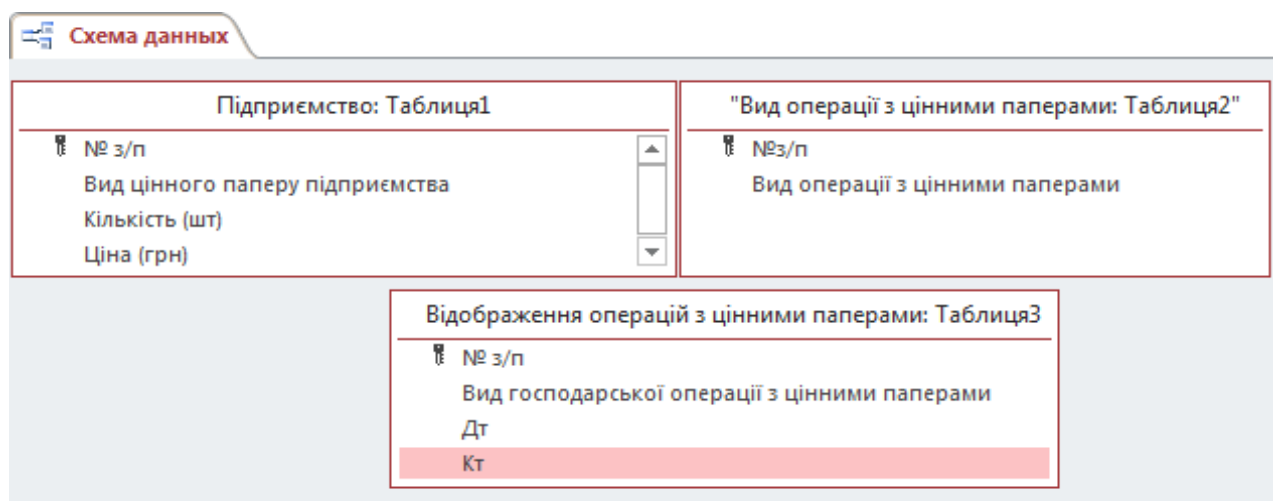 Схема данных
Підприємство: Таблиця1
№ з/п
Вид цінного паперу підприємства
Кількість (шт)
Ціна (грн)
"Вид операції з цінними паперами: Таблиця2"
№з/п
Вид операції з цінними паперами
Відображення операцій з цінними паперами: Таблиця3
№ з/п
Вид господарської операції з цінними паперами
Дт
Кт